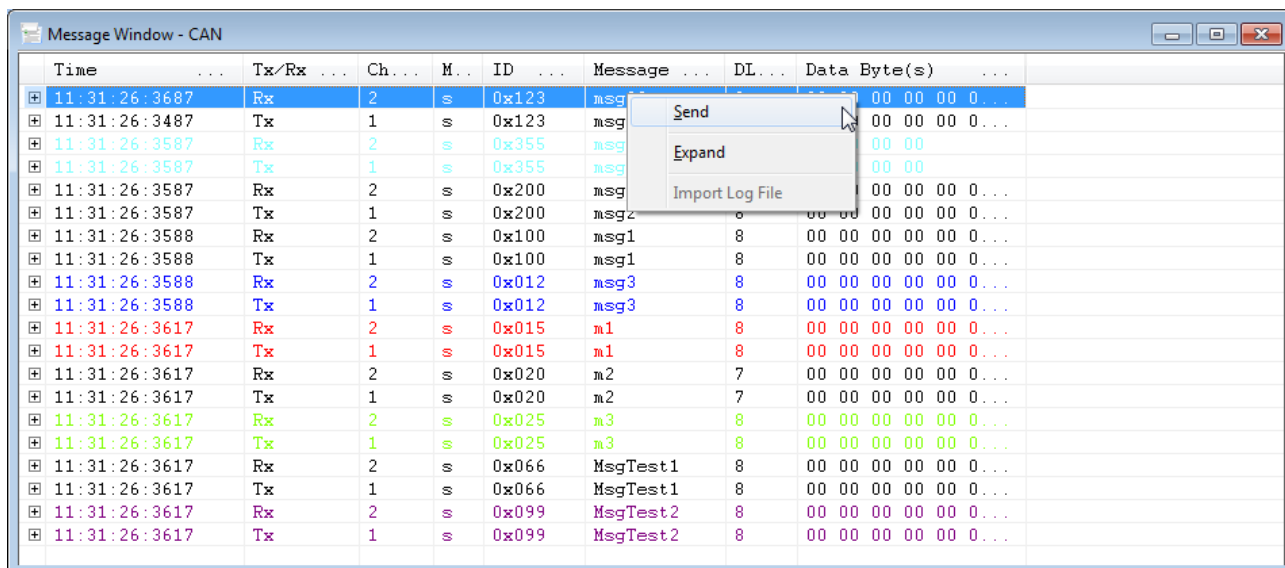 Message Window - CAN
Time ... Tx/Rx ... Ch... M.. ID ... Message ... DL... Data Byte(s) ...
11:31:26:3687 Rx 2 s 0x123 00 00 00 0...
Send
11:31:26:3487 Tx 1 s 0x123 msg 00 00 00 0...
11:31:26:3587 Rx 2 s 0x355 msg 00 00
Expand
11:31:26:3587 Tx 1 s 0x355 msg 00 00
11:31:26:3587 Rx 2 s 0x200 msg 00 00 00 0...
Import Log File
11:31:26:3587 Tx 1 s 0x200 msg2 8 00 00 00 00 00 0...
11:31:26:3588 Rx 2 s 0x100 msg1 8 00 00 00 00 00 0...
11:31:26:3588 Tx 1 s 0x100 msg1 8 00 00 00 00 00 0...
11:31:26:3588 Rx 2 s 0x012 msg3 8 00 00 00 00 00 0...
11:31:26:3588 Tx 1 s 0x012 msg3 8 00 00 00 00 00 0...
11:31:26:3617 Rx 2 s 0x015 m1 8 00 00 00 00 00 0...
11:31:26:3617 Tx 1 s 0x015 m1 8 00 00 00 00 00 0...
11:31:26:3617 Rx 2 s 0x020 m2 7 00 00 00 00 00 0...
11:31:26:3617 Tx 1 s 0x020 m2 7 00 00 00 00 00 0...
11:31:26:3617 Rx 2 s 0x025 m3 8 00 00 00 00 00 0...
11:31:26:3617 Tx 1 s 0x025 m3 8 00 00 00 00 00 0...
11:31:26:3617 Rx 2 s 0x066 MsgTest1 8 00 00 00 00 00 0...
11:31:26:3617 Tx 1 s 0x066 MsgTest1 8 00 00 00 00 00 0...
11:31:26:3617 Rx 2 s 0x099 MsgTest2 8 00 00 00 00 00 0...
11:31:26:3617 Tx 1 s 0x099 MsgTest2 8 00 00 00 00 00 0...